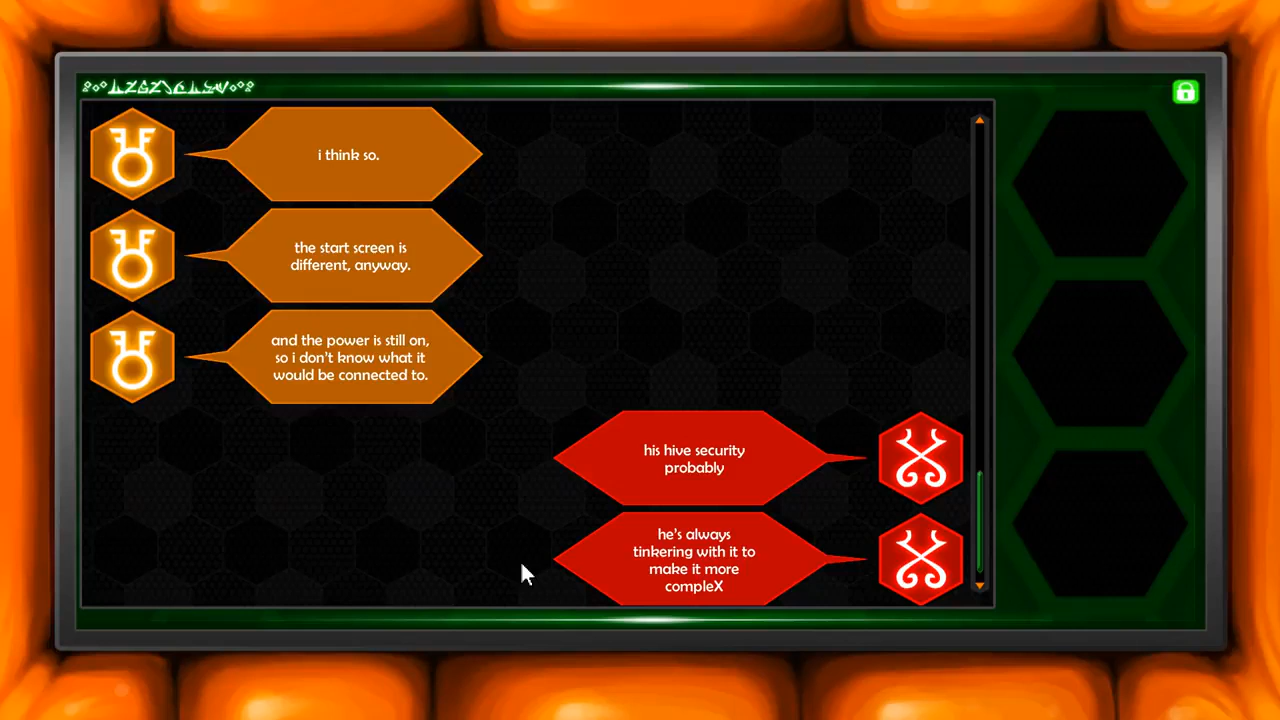 i think so.
the start screen is
different, anyway.
and the power is still on,
so i don't know what it
would be connected to.
his hive security
probably
he's always
tinkering with it to
make it more
compleX